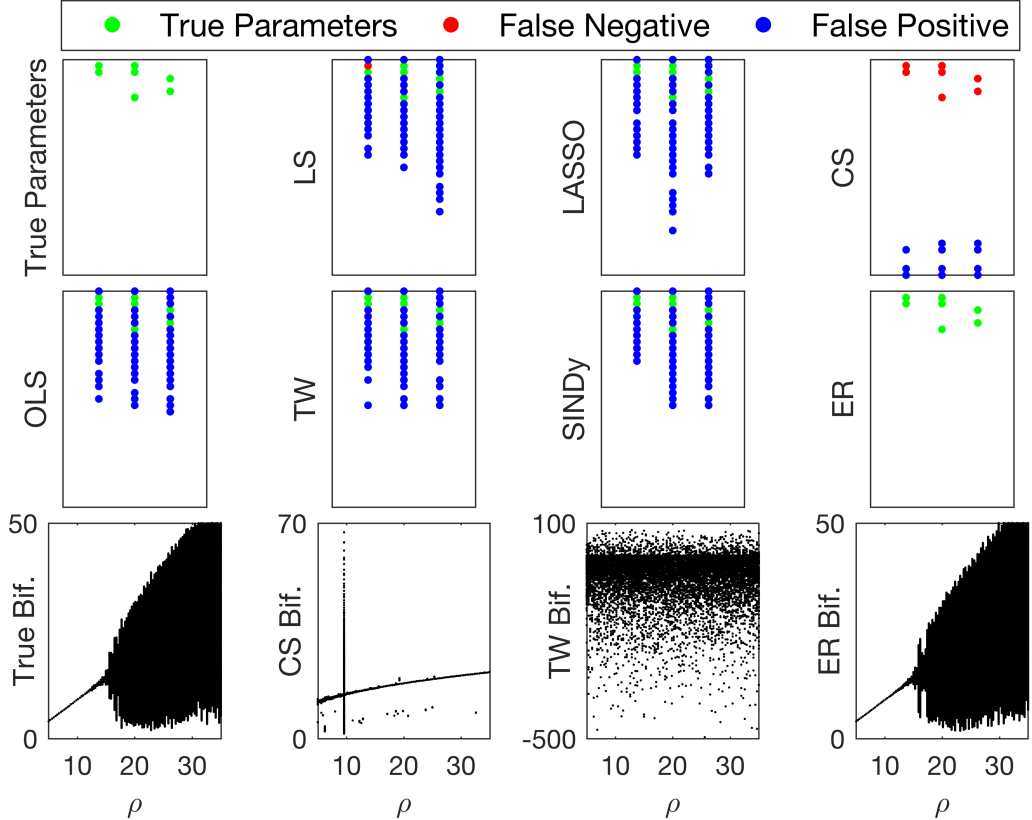 True Parameters False Negative False Positive
True Parameters
LS
LASSO
CS
OLS
TW
SINDy
ER
True Bif.
50
0
10 20 30
ρ
CS Bif.
70
0
10 20 30
ρ
TW Bif.
100
-500
10 20 30
ρ
ER Bif.
50
0
10 20 30
ρ